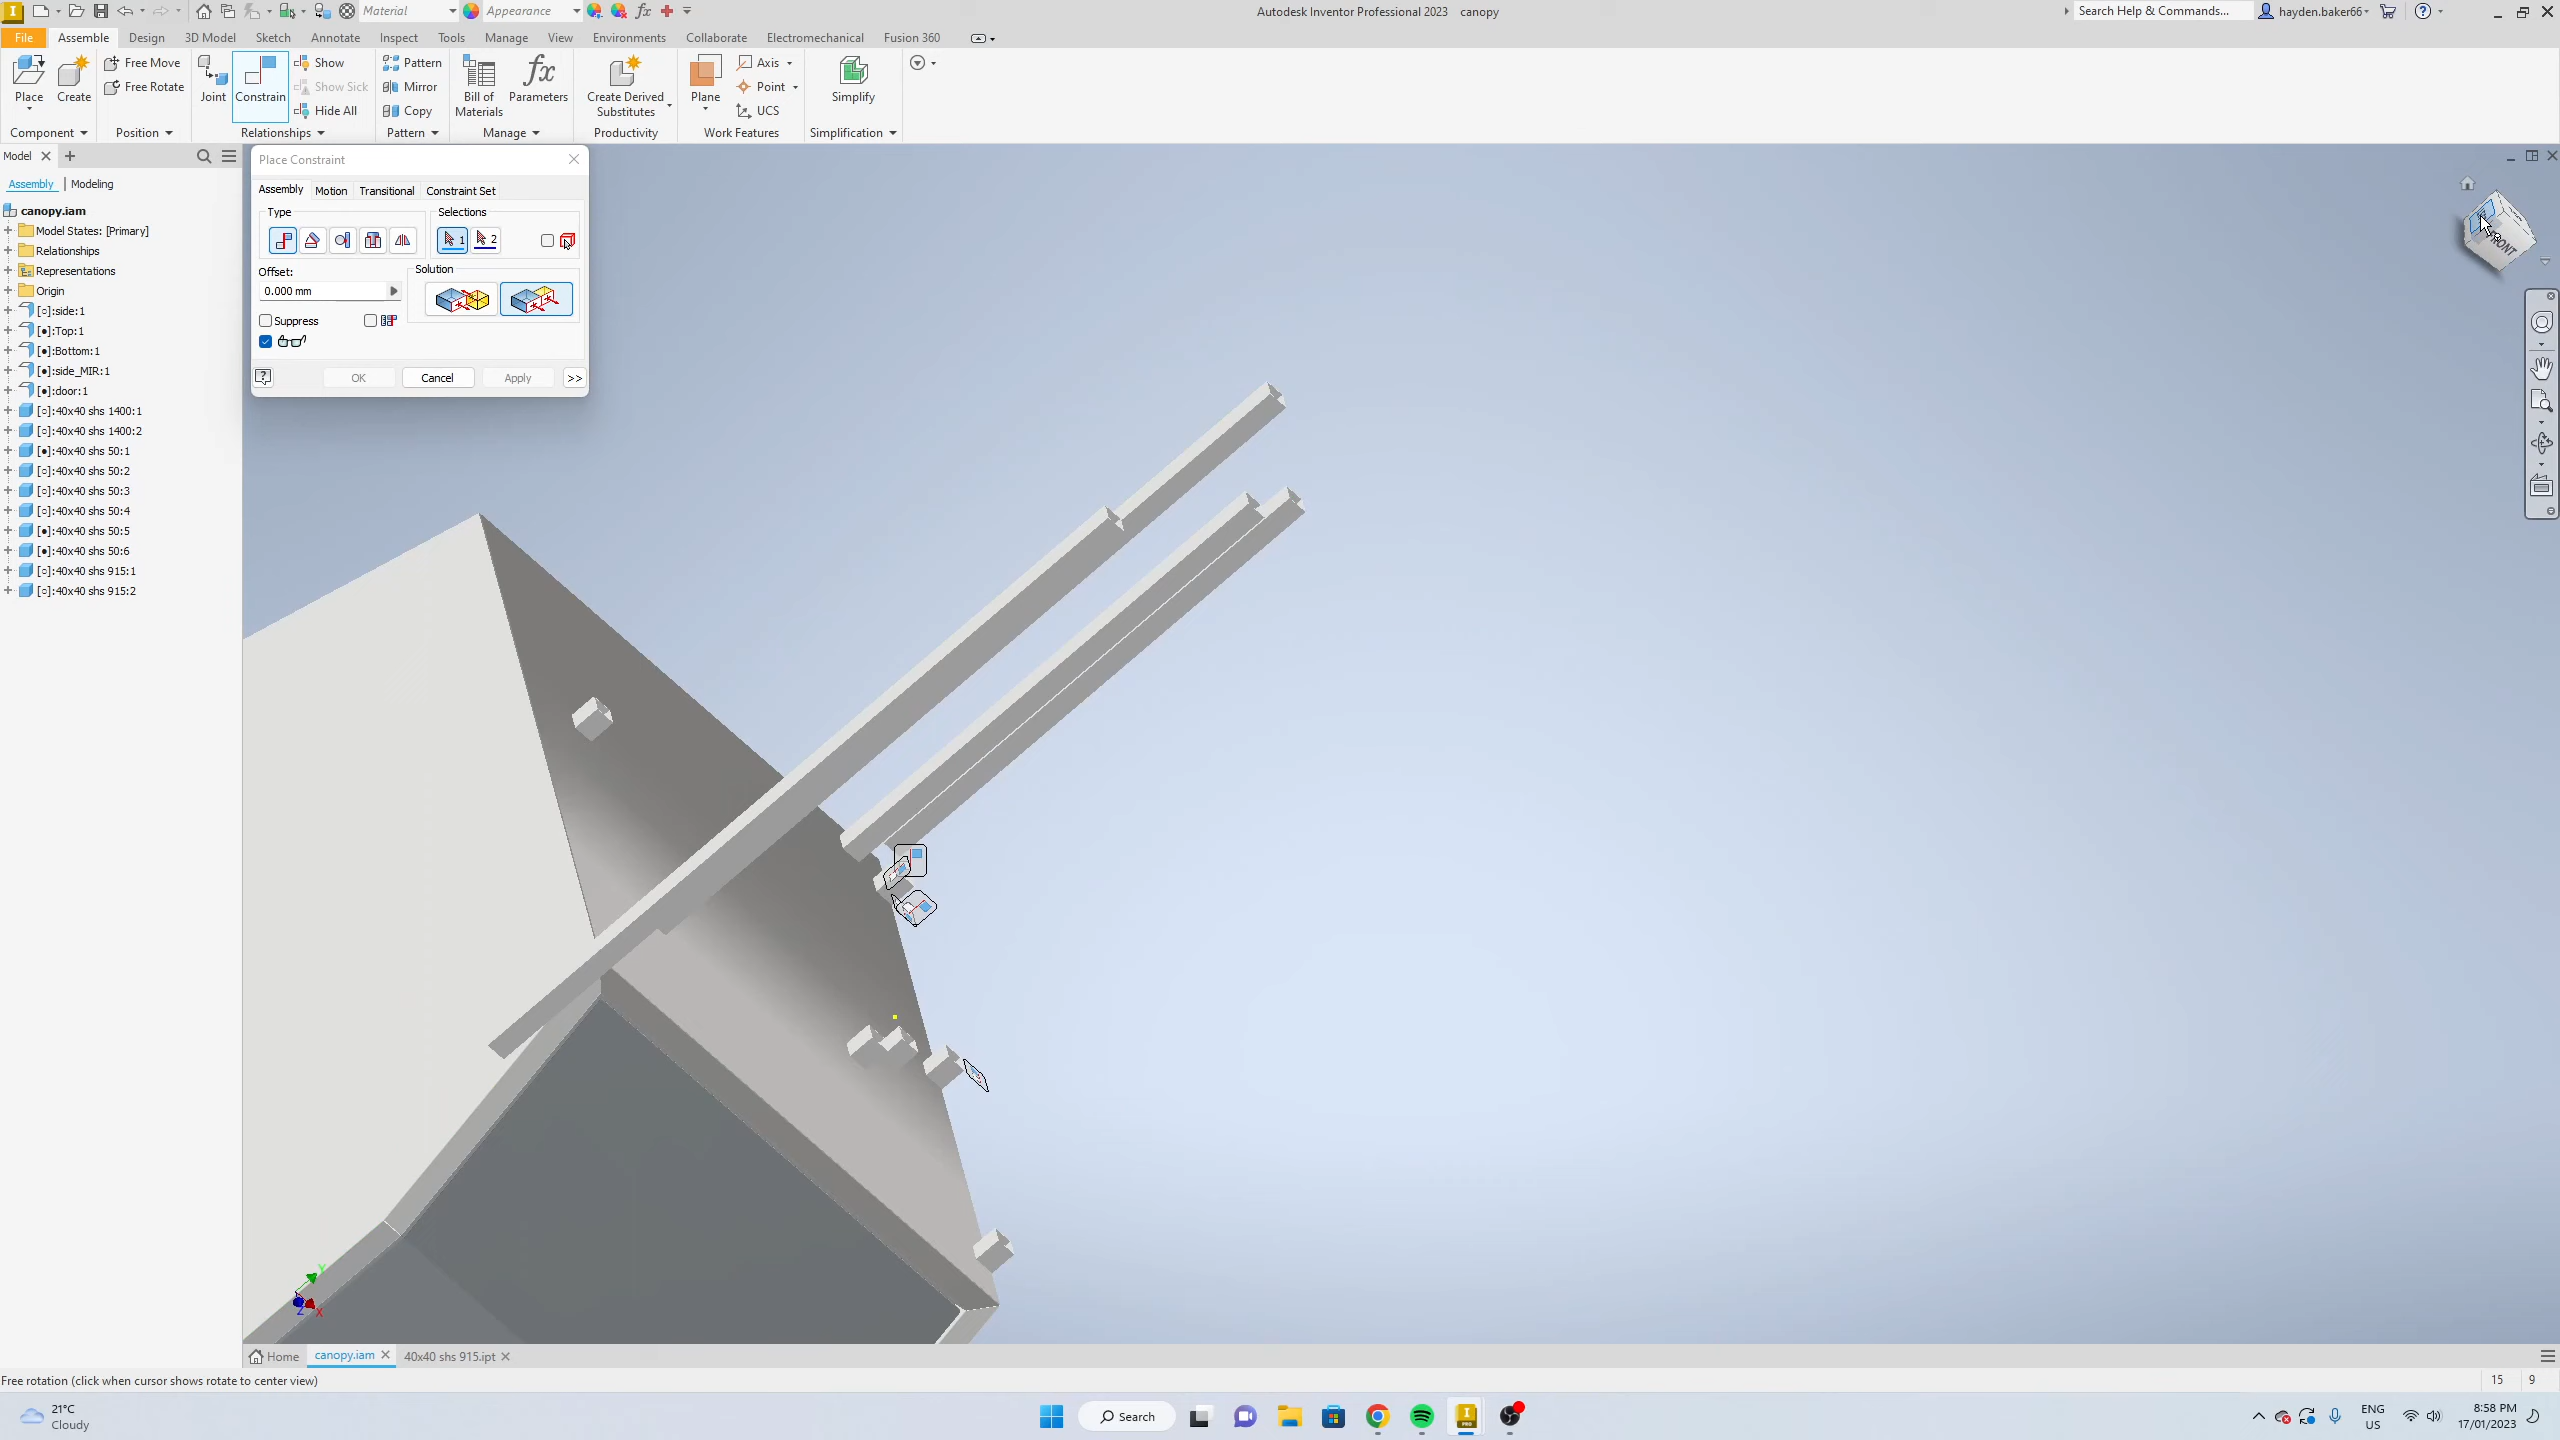 Material
Appearance
Autodesk Inventor Professional 2023 canopy
Search Help & Commands...
hayden.baker66
File Assemble Design 3D Model Sketch Annotate Inspect Tools Manage View Environments Collaborate Electromechanical Fusion 360
Place
Create
Free Move
Free Rotate
Joint
Constrain
Show
Show Sick
Hide All
Pattern
Mirror
Copy
Bill of
Materials
Parameters
Create Derived
Substitutes
Plane
Axis
Point
UCS
Simplify
Component Position Relationships Pattern Manage Productivity Work Features Simplification
Model
Assembly Modeling
canopy.iam
Model States: [Primary]
Relationships
Representations
Origin
[○]:side:1
[●]:Top:1
[●]:Bottom:1
[●]:side_MIR:1
[●]:door:1
[○]:40x40 shs 1400:1
[○]:40x40 shs 1400:2
[●]:40x40 shs 50:1
[○]:40x40 shs 50:2
[○]:40x40 shs 50:3
[○]:40x40 shs 50:4
[●]:40x40 shs 50:5
[●]:40x40 shs 50:6
[○]:40x40 shs 915:1
[○]:40x40 shs 915:2
Place Constraint
Assembly Motion Transitional Constraint Set
Type
Selections
1
2
Offset:
0.000 mm
Solution
Suppress
OK
Cancel
Apply
>>
FRONT
Y
Z
X
Home
canopy.iam
40x40 shs 915.ipt
Free rotation (click when cursor shows rotate to center view)
15 9
21°C
Cloudy
Search
ENG
US
8:58 PM
17/01/2023